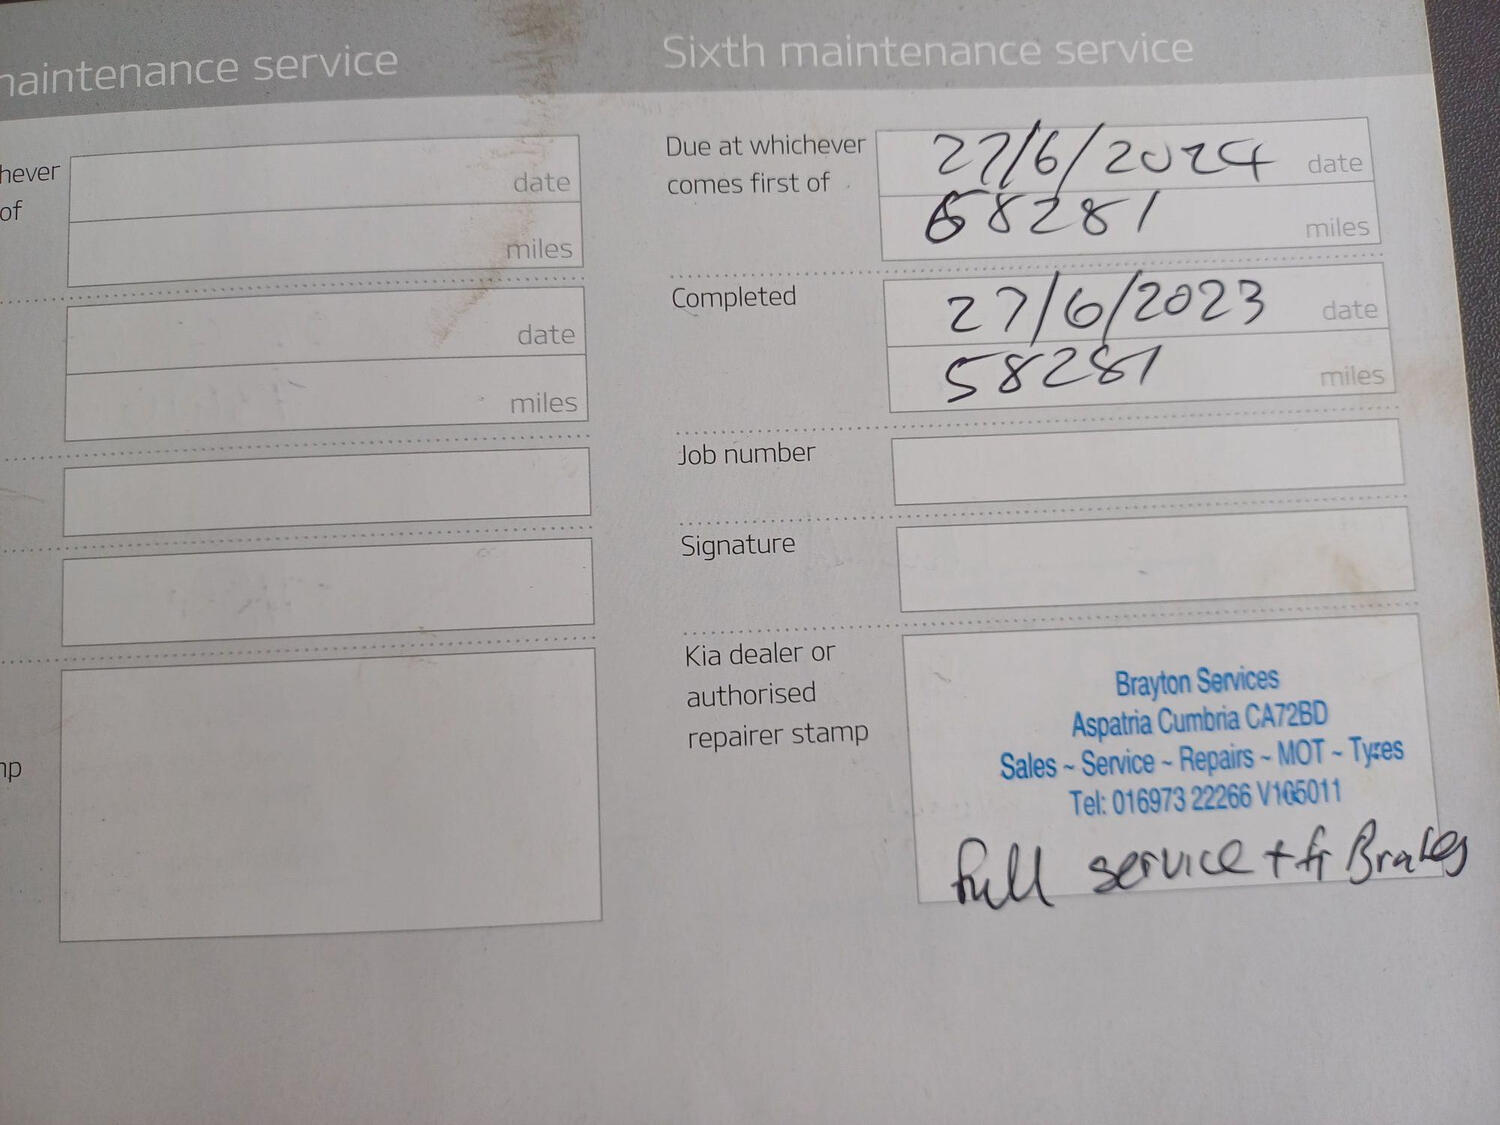 maintenance service
hever
of
date
miles
date
miles
mp
Sixth maintenance service
Due at whichever
comes first of
27/6/2024 date
68281 miles
Completed
27/6/2023 date
58281 miles
Job number
Signature
Kia dealer or
authorised
repairer stamp
Brayton Services
Aspatria Cumbria CA72BD
Sales ~ Service ~ Repairs ~ MOT ~ Tyres
Tel: 016973 22266 V105011
full service + fr Brakes